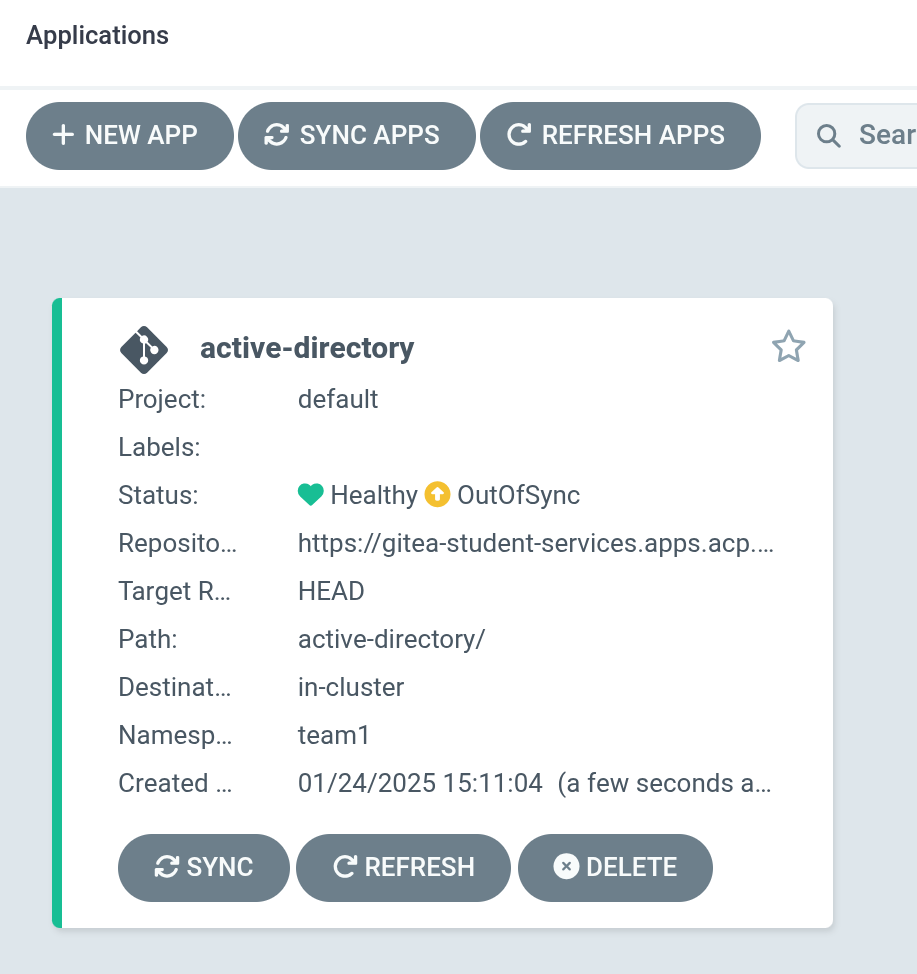 Applications
NEW APP SYNC APPS REFRESH APPS Sear
active-directory
Project: default
Labels:
Status: Healthy OutOfSync
Reposito... https://gitea-student-services.apps.acp....
Target R... HEAD
Path: active-directory/
Destinat... in-cluster
Namesp... team1
Created ... 01/24/2025 15:11:04 (a few seconds a...
SYNC REFRESH DELETE